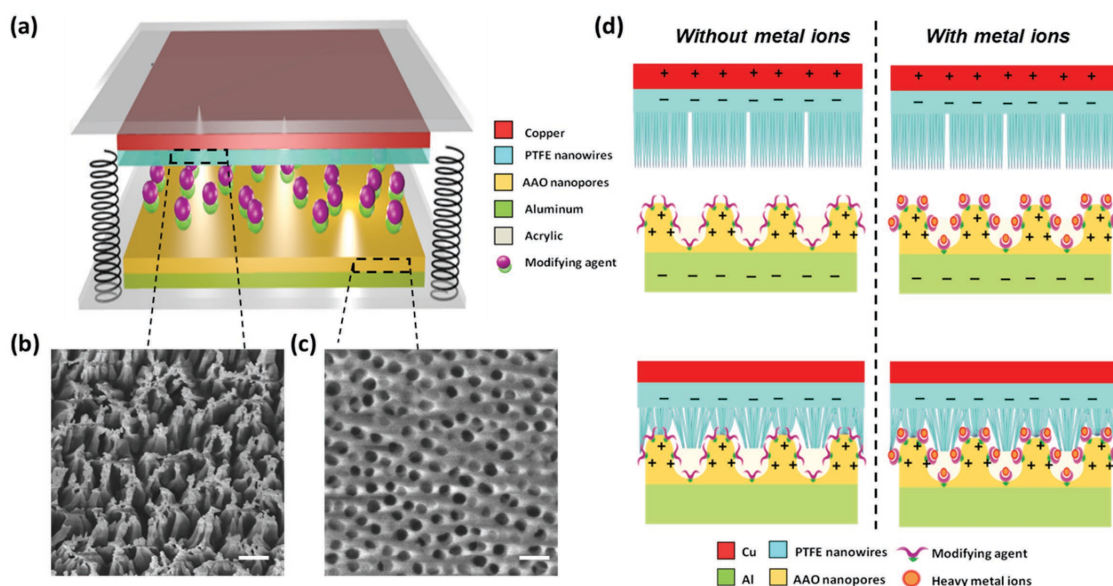 (a)
Copper
PTFE nanowires
AAO nanopores
Aluminum
Acrylic
Modifying agent
(b)
(c)
(d)
Without metal ions
With metal ions
+ + + + + +
+ + + + + +
− − − − − −
− − − − − −
+ + + +
+ + + +
+ + + + + + + +
+ + + + + + + +
− − − − − −
− − − − − −
− − − − − −
− − − − − −
+ + + +
+ + + +
+ + + + + + + +
+ + + + + + + +
Cu
PTFE nanowires
Modifying agent
Al
AAO nanopores
Heavy metal ions